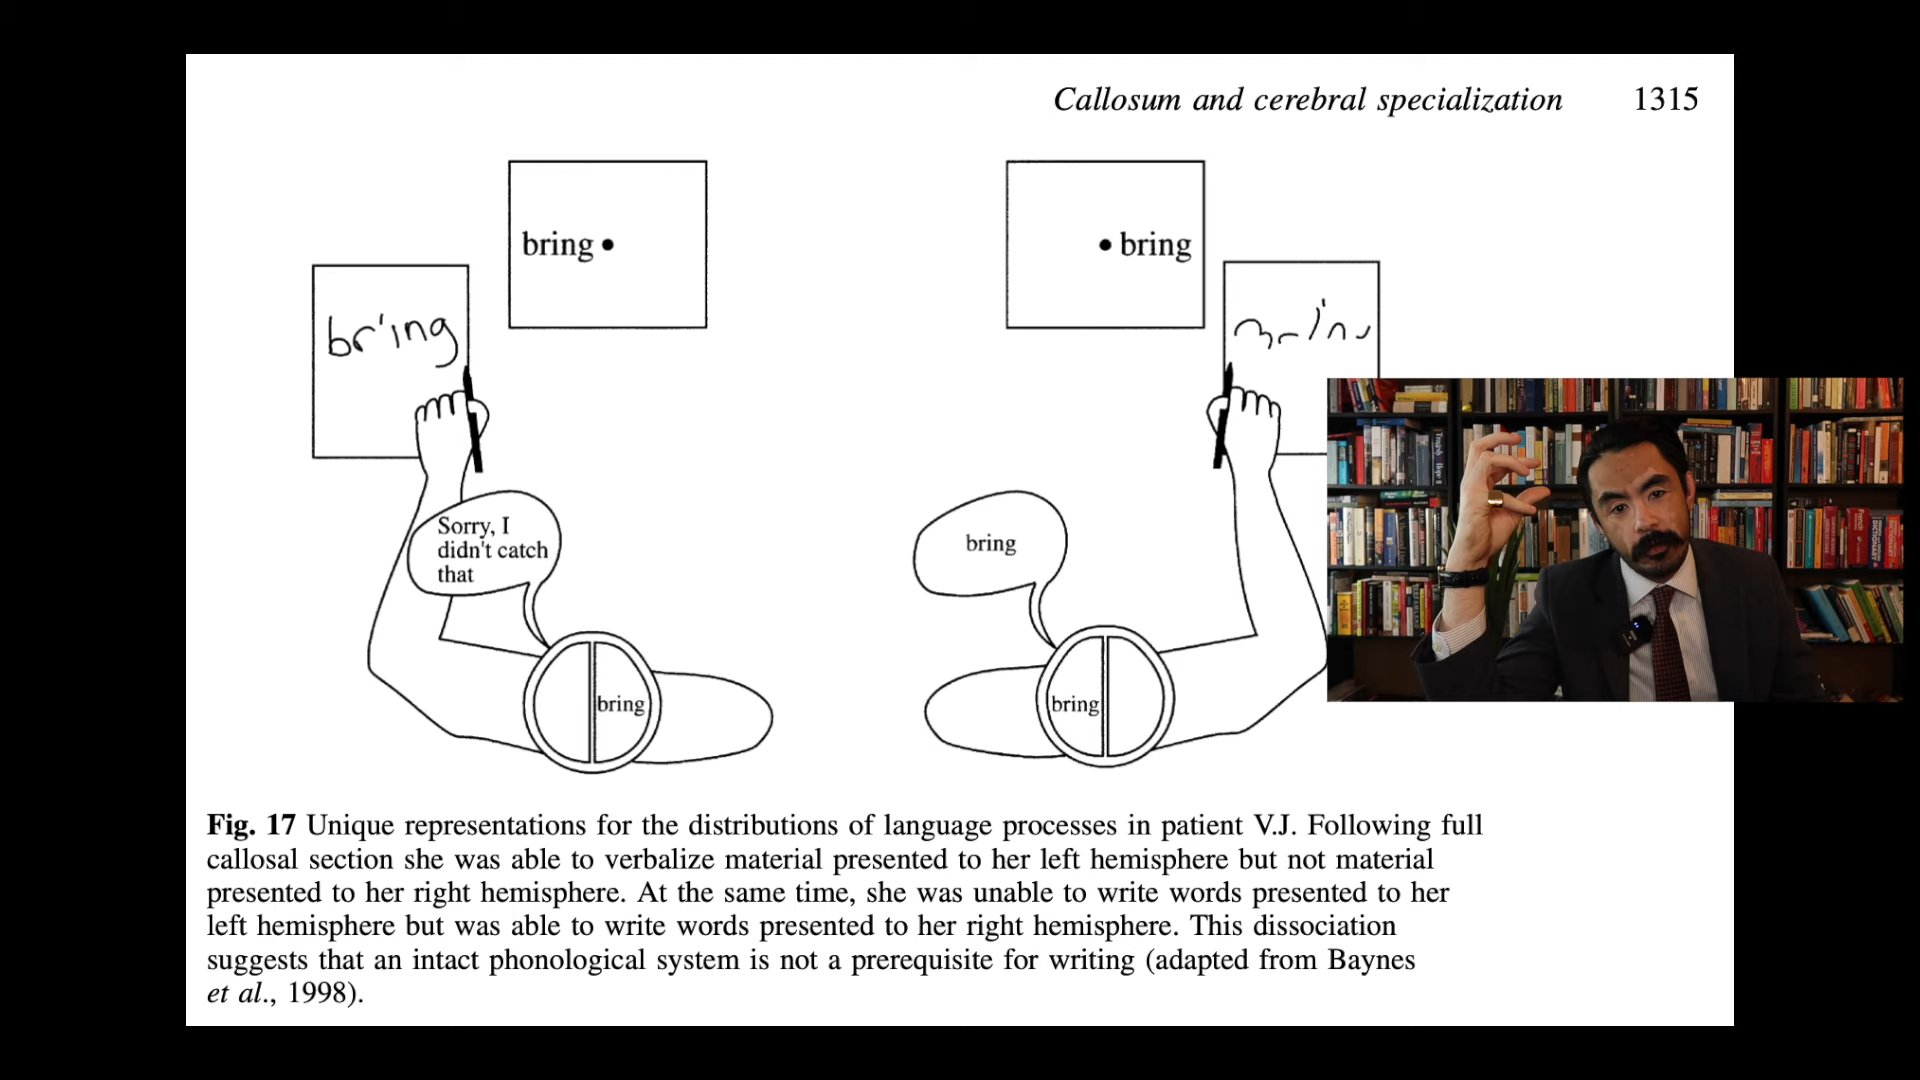 Callosum and cerebral specialization 1315
bring
bring
bring
Sorry, I
didn't catch
that
bring
bring
bring
Fig. 17 Unique representations for the distributions of language processes in patient V.J. Following full
callosal section she was able to verbalize material presented to her left hemisphere but not material
presented to her right hemisphere. At the same time, she was unable to write words presented to her
left hemisphere but was able to write words presented to her right hemisphere. This dissociation
suggests that an intact phonological system is not a prerequisite for writing (adapted from Baynes
et al., 1998).